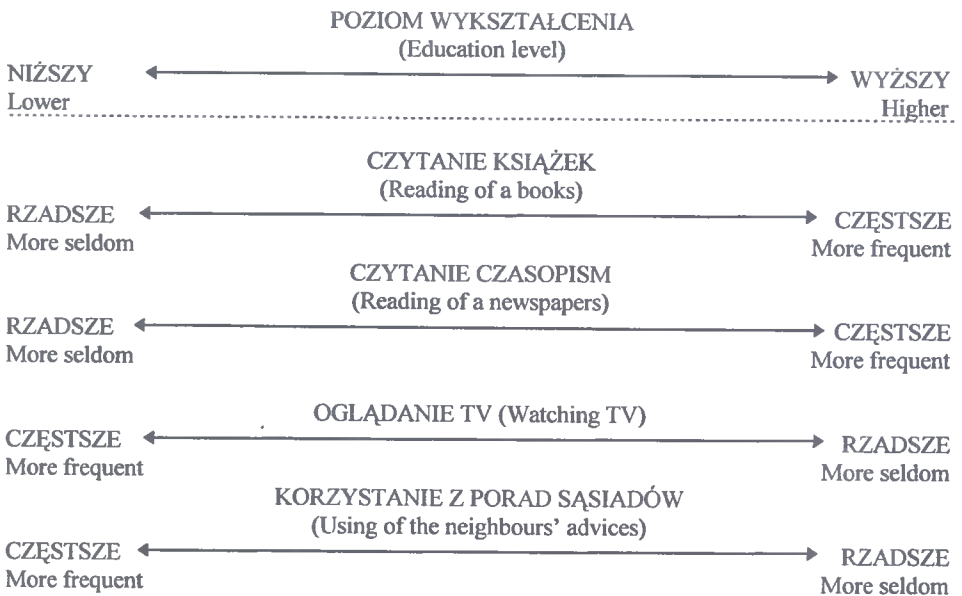 POZIOM WYKSZTAŁCENIA
(Education level)
NIŻSZY WYŻSZY
Lower Higher
CZYTANIE KSIĄŻEK
(Reading of a books)
RZADSZE CZĘSTSZE
More seldom More frequent
CZYTANIE CZASOPISM
(Reading of a newspapers)
RZADSZE CZĘSTSZE
More seldom More frequent
OGLĄDANIE TV (Watching TV)
CZĘSTSZE RZADSZE
More frequent More seldom
KORZYSTANIE Z PORAD SĄSIADÓW
(Using of the neighbours' advices)
CZĘSTSZE RZADSZE
More frequent More seldom